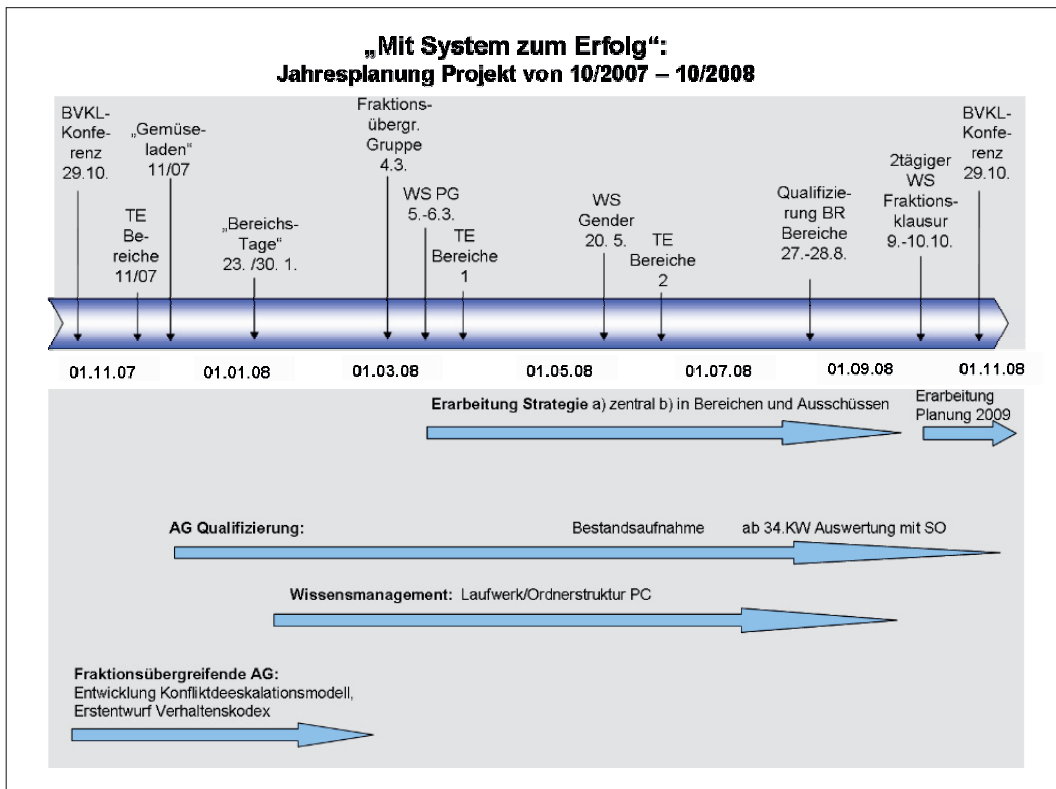 „Mit System zum Erfolg“:
Jahresplanung Projekt von 10/2007 – 10/2008
BVKL-
Konfe-
renz
29.10.
TE
Be-
reiche
11/07
„Gemüse-
laden“
11/07
„Bereichs-
Tage“
23. /30. 1.
Fraktions-
übergr.
Gruppe
4.3.
WS PG
5.-6.3.
TE
Bereiche
1
WS
Gender
20. 5.
TE
Bereiche
2
Qualifizie-
rung BR
Bereiche
27.-28.8.
2tägiger
WS
Fraktions-
klausur
9.-10.10.
BVKL-
Konfe-
renz
29.10.
01.11.07 01.01.08 01.03.08 01.05.08 01.07.08 01.09.08 01.11.08
Erarbeitung Strategie a) zentral b) in Bereichen und Ausschüssen
Erarbeitung
Planung 2009
AG Qualifizierung: Bestandsaufnahme ab 34.KW Auswertung mit SO
Wissensmanagement: Laufwerk/Ordnerstruktur PC
Fraktionsübergreifende AG:
Entwicklung Konfliktdeeskalationsmodell,
Erstentwurf Verhaltenskodex